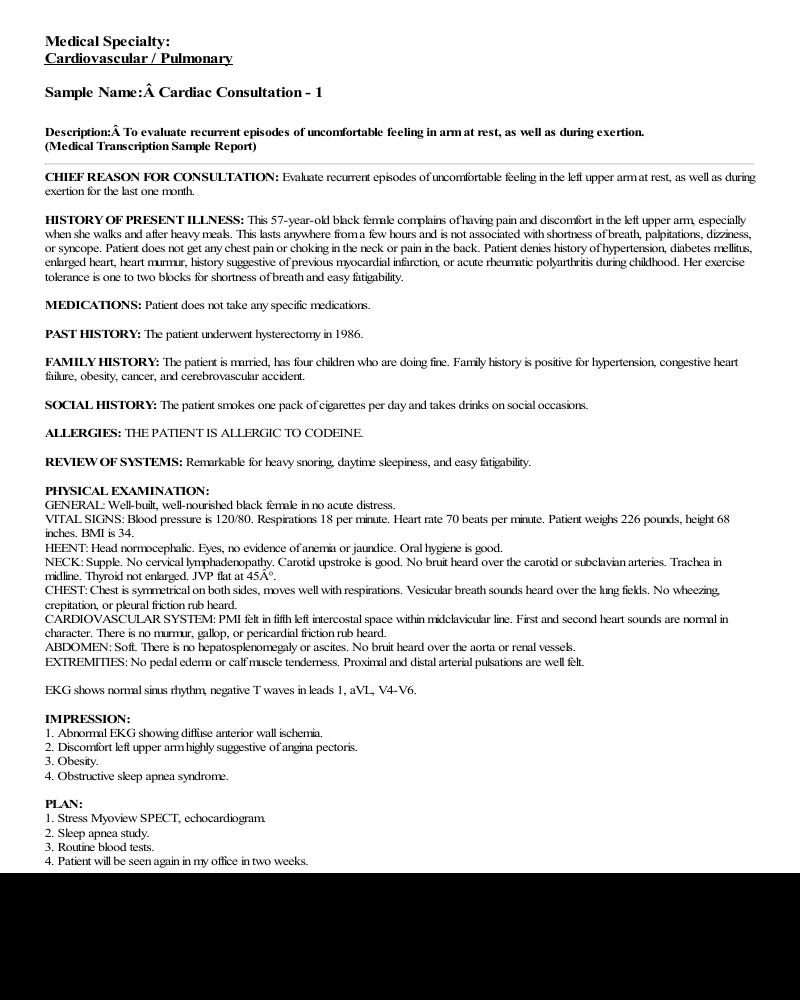 Medical Specialty:
Cardiovascular / Pulmonary
Sample Name:Â Cardiac Consultation - 1
Description:Â To evaluate recurrent episodes of uncomfortable feeling in arm at rest, as well as during exertion.
(Medical Transcription Sample Report)
CHIEF REASON FOR CONSULTATION: Evaluate recurrent episodes of uncomfortable feeling in the left upper arm at rest, as well as during
exertion for the last one month.
HISTORY OF PRESENT ILLNESS: This 57-year-old black female complains of having pain and discomfort in the left upper arm, especially
when she walks and after heavy meals. This lasts anywhere from a few hours and is not associated with shortness of breath, palpitations, dizziness,
or syncope. Patient does not get any chest pain or choking in the neck or pain in the back. Patient denies history of hypertension, diabetes mellitus,
enlarged heart, heart murmur, history suggestive of previous myocardial infarction, or acute rheumatic polyarthritis during childhood. Her exercise
tolerance is one to two blocks for shortness of breath and easy fatigability.
MEDICATIONS: Patient does not take any specific medications.
PAST HISTORY: The patient underwent hysterectomy in 1986.
FAMILY HISTORY: The patient is married, has four children who are doing fine. Family history is positive for hypertension, congestive heart
failure, obesity, cancer, and cerebrovascular accident.
SOCIAL HISTORY: The patient smokes one pack of cigarettes per day and takes drinks on social occasions.
ALLERGIES: THE PATIENT IS ALLERGIC TO CODEINE.
REVIEW OF SYSTEMS: Remarkable for heavy snoring, daytime sleepiness, and easy fatigability.
PHYSICAL EXAMINATION:
GENERAL: Well-built, well-nourished black female in no acute distress.
VITAL SIGNS: Blood pressure is 120/80. Respirations 18 per minute. Heart rate 70 beats per minute. Patient weighs 226 pounds, height 68
inches. BMI is 34.
HEENT: Head normocephalic. Eyes, no evidence of anemia or jaundice. Oral hygiene is good.
NECK: Supple. No cervical lymphadenopathy. Carotid upstroke is good. No bruit heard over the carotid or subclavian arteries. Trachea in
midline. Thyroid not enlarged. JVP flat at 45Â°.
CHEST: Chest is symmetrical on both sides, moves well with respirations. Vesicular breath sounds heard over the lung fields. No wheezing,
crepitation, or pleural friction rub heard.
CARDIOVASCULAR SYSTEM: PMI felt in fifth left intercostal space within midclavicular line. First and second heart sounds are normal in
character. There is no murmur, gallop, or pericardial friction rub heard.
ABDOMEN: Soft. There is no hepatosplenomegaly or ascites. No bruit heard over the aorta or renal vessels.
EXTREMITIES: No pedal edema or calf muscle tenderness. Proximal and distal arterial pulsations are well felt.
EKG shows normal sinus rhythm, negative T waves in leads 1, aVL, V4-V6.
IMPRESSION:
1. Abnormal EKG showing diffuse anterior wall ischemia.
2. Discomfort left upper arm highly suggestive of angina pectoris.
3. Obesity.
4. Obstructive sleep apnea syndrome.
PLAN:
1. Stress Myoview SPECT, echocardiogram.
2. Sleep apnea study.
3. Routine blood tests.
4. Patient will be seen again in my office in two weeks.